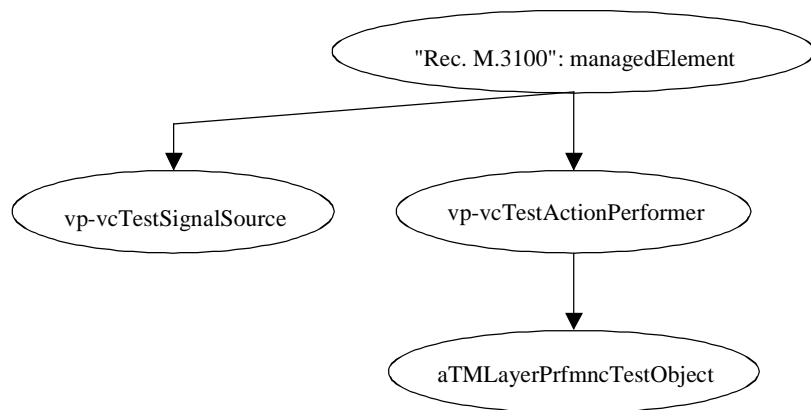 "Rec. M.3100": managedElement
vp-vcTestSignalSource
vp-vcTestActionPerformer
aTMLayerPrfmncTestObject